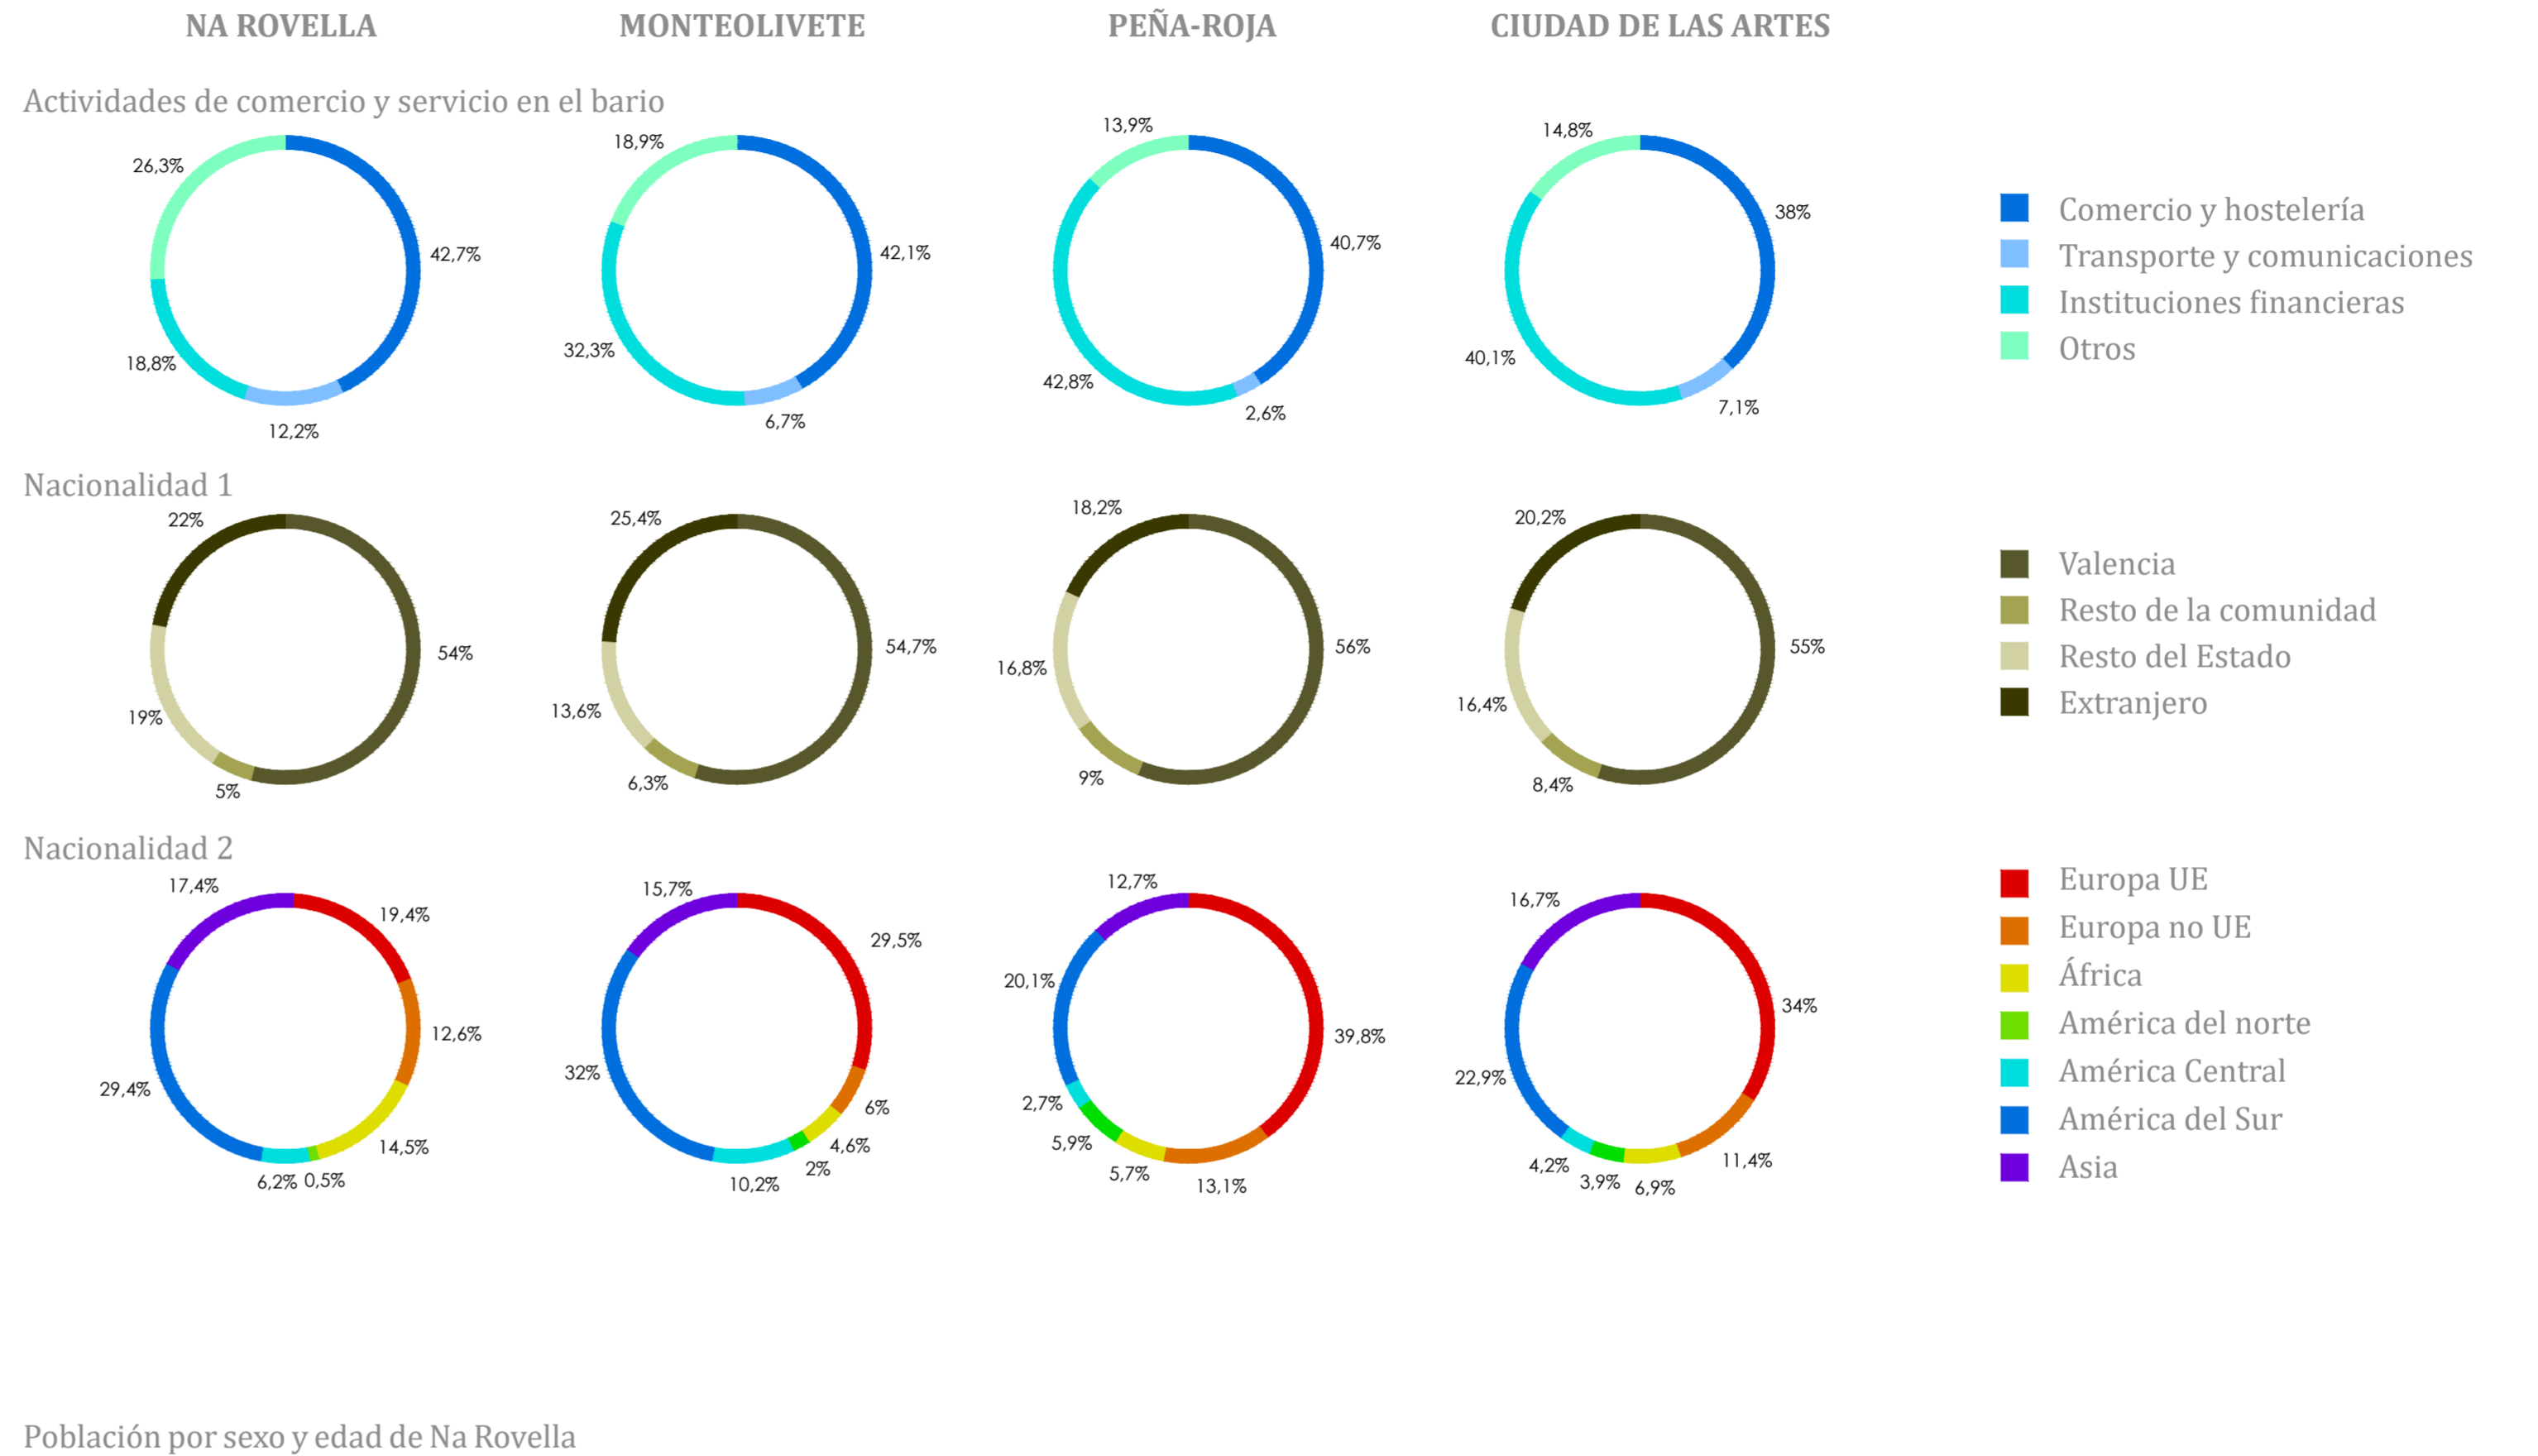 NA ROVELLA MONTEOLIVETE PEÑA-ROJA CIUDAD DE LAS ARTES
Actividades de comercio y servicio en el bario
26,3%
42,7%
18,8%
12,2%
18,9%
42,1%
32,3%
6,7%
13,9%
40,7%
42,8%
2,6%
14,8%
38%
40,1%
7,1%
Comercio y hostelería
Transporte y comunicaciones
Instituciones financieras
Otros
Nacionalidad 1
22%
54%
19%
5%
25,4%
54,7%
13,6%
6,3%
18,2%
56%
16,8%
9%
20,2%
55%
16,4%
8,4%
Valencia
Resto de la comunidad
Resto del Estado
Extranjero
Nacionalidad 2
17,4%
19,4%
12,6%
29,4%
14,5%
6,2% 0,5%
15,7%
29,5%
32%
6%
4,6%
2%
10,2%
12,7%
20,1%
39,8%
2,7%
5,9%
5,7%
13,1%
16,7%
34%
22,9%
11,4%
4,2%
3,9%
6,9%
Europa UE
Europa no UE
África
América del norte
América Central
América del Sur
Asia
Población por sexo y edad de Na Rovella